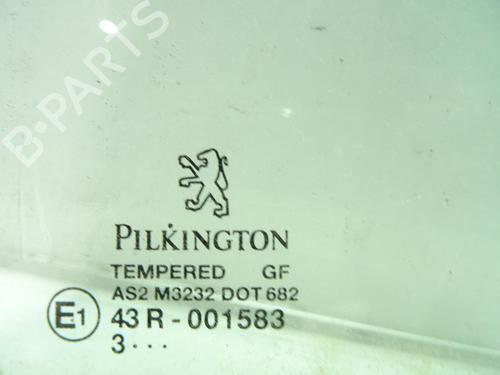 B-PARTS
PILKINGTON
TEMPERED GF
AS2 M3232 DOT 682
E1 43 R - 001583
3 · · ·